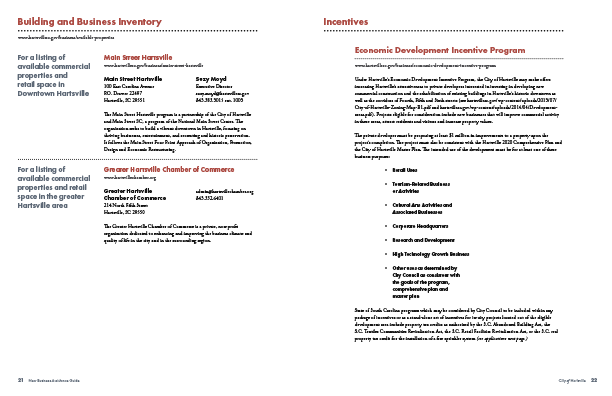 Building and Business Inventory
www.hartsvillesc.gov/business/available-properties
For a listing of
available commercial
properties and
retail space in
Downtown Hartsville
Main Street Hartsville
www.hartsvillesc.gov/business/main-street-hartsville
Main Street Hartsville
100 East Carolina Avenue
P.O. Drawer 2497
Hartsville, SC 29551
Suzy Moyd
Executive Director
suzy.moyd@hartsvillesc.gov
843.383.3015 ext. 1003
The Main Street Hartsville program is a partnership of the City of Hartsville
and Main Street SC, a program of the National Main Street Center. The
organization seeks to build a vibrant downtown in Hartsville, focusing on
thriving businesses, entertainment, and recruiting and historic preservation.
It follows the Main Street Four Point Approach of Organization, Promotion,
Design and Economic Restructuring.
For a listing of
available commercial
properties and retail
space in the greater
Hartsville area
Greater Hartsville Chamber of Commerce
www.hartsvillechamber.org
Greater Hartsville
Chamber of Commerce
214 North Fifth Street
Hartsville, SC 29550
admin@hartsvillechamber.org
843.332.6401
The Greater Hartsville Chamber of Commerce is a private, non-profit
organization dedicated to enhancing and improving the business climate and
quality of life in the city and in the surrounding region.
21 New Business Assistance Guide
Incentives
Economic Development Incentive Program
www.hartsvillesc.gov/business/economic-development-incentive-program
Under Hartsville's Economic Development Incentive Program, the City of Hartsville may make offers
increasing Hartsville's attractiveness to private developers interested in investing in developing new
commercial construction and the rehabilitation of existing buildings in Hartsville's historic downtown as
well as the corridors of Fourth, Fifth and Sixth streets (see hartsvillesc.gov/wp-content/uploads/2013/07/
City-of-Hartsville-Zoning-Map-S1.pdf and hartsvillesc.gov/wp-content/uploads/2014/04/Development-
area.pdf). Projects eligible for consideration include new businesses that will improve commercial activity
in these areas, attract residents and visitors and increase property values.
The private developer must be preparing at least $1 million in improvements to a property upon the
project's completion. The project must also be consistent with the Hartsville 2020 Comprehensive Plan and
the City of Hartsville Master Plan. The intended use of the development must be for at least one of these
business purposes:
• Retail Uses
• Tourism-Related Business
or Activities
• Cultural Arts Activities and
Associated Businesses
• Corporate Headquarters
• Research and Development
• High Technology Growth Business
• Other uses as determined by
City Council as consistent with
the goals of the program,
comprehensive plan and
master plan
State of South Carolina programs which may be considered by City Council to be included within any
package of incentives or as a stand-alone set of incentives for in-city projects located out of the eligible
development area include property tax credits as authorized by the S.C. Abandoned Building Act, the
S.C. Textiles Communities Revitalization Act, the S.C. Retail Facilities Revitalization Act, or the S.C. real
property tax credit for the installation of a fire sprinkler system (see application next page.)
City of Hartsville 22